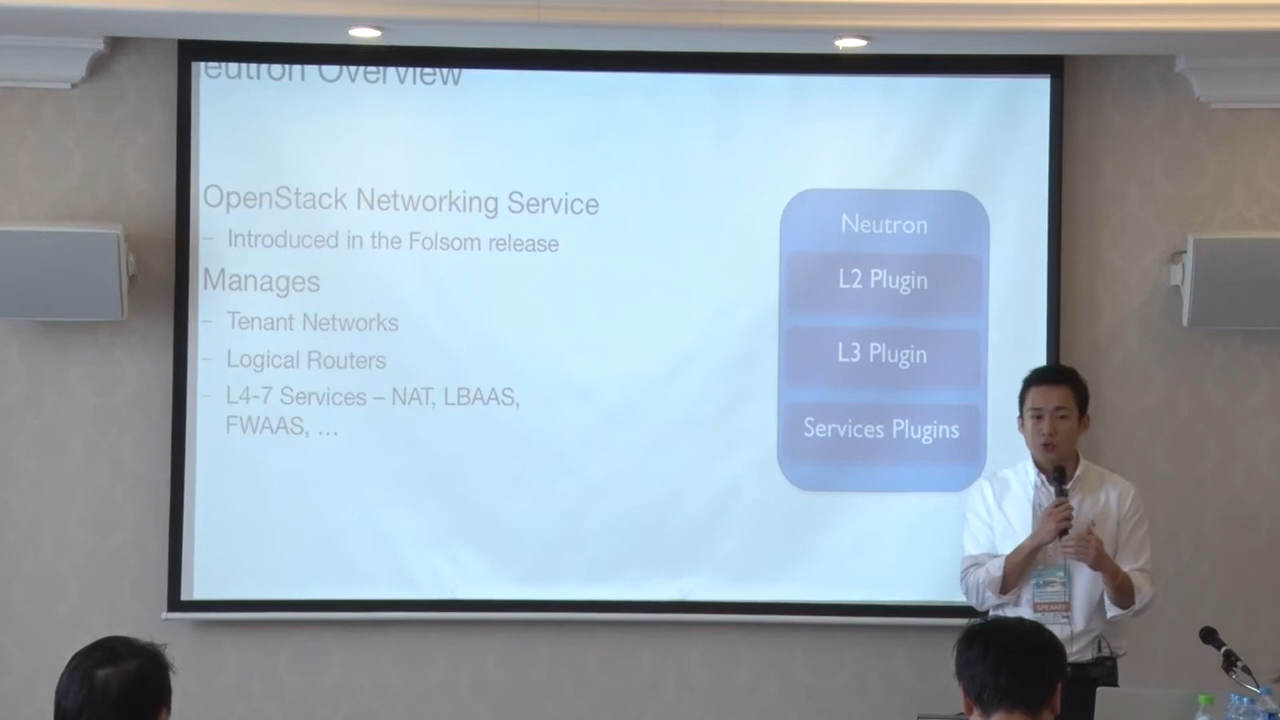 eutron Overview
OpenStack Networking Service
– Introduced in the Folsom release
Manages
– Tenant Networks
– Logical Routers
– L4-7 Services – NAT, LBAAS,
FWAAS, …
Neutron
L2 Plugin
L3 Plugin
Services Plugins
SPEAKER